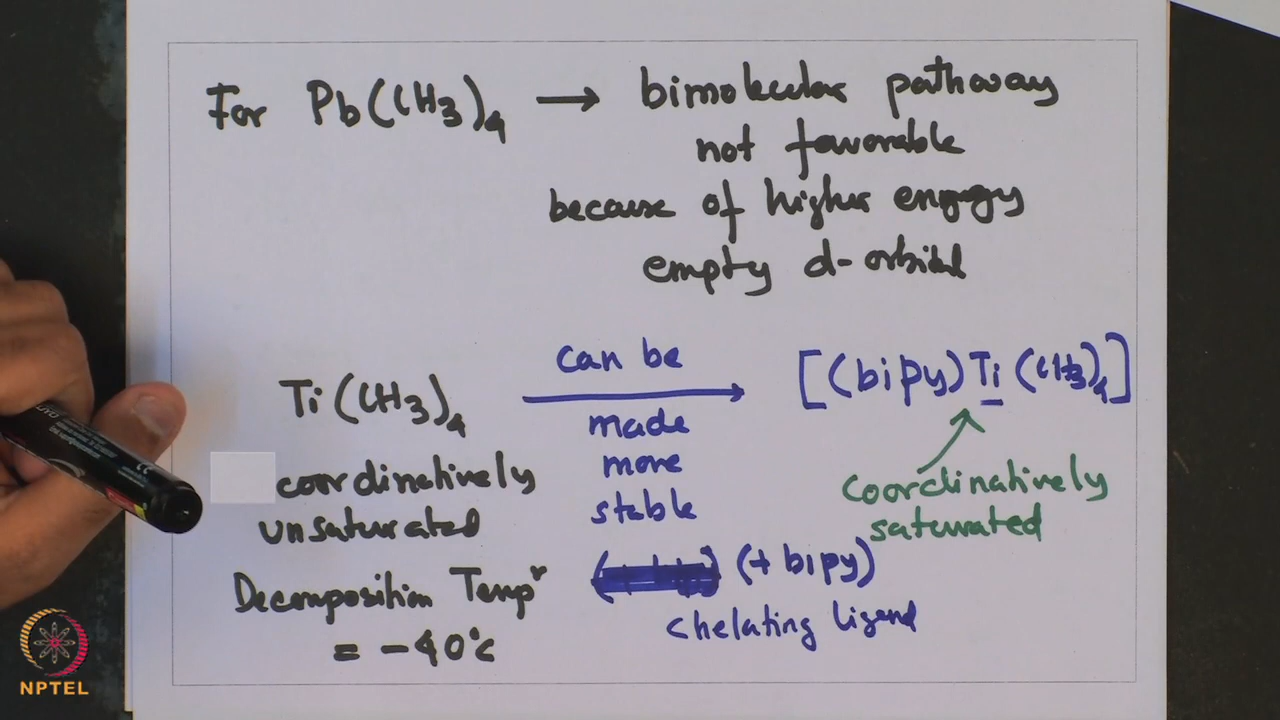 For Pb(CH3)4 → bimolecular pathway
not favorable
because of higher energy
empty d-orbital
Ti(CH3)4 can be [(bipy)Ti(CH3)4]
made
more
stable
coordinatively
unsaturated
Coordinatively
saturated
Decomposition Tempr
= -40°C
(+ bipy)
chelating ligand
NPTEL